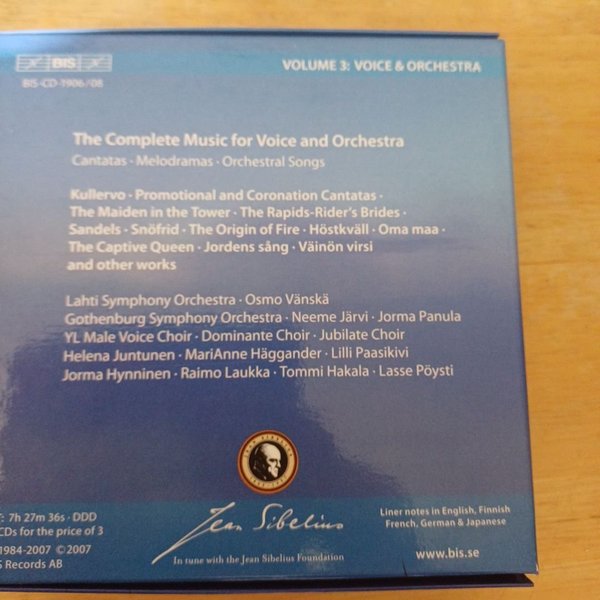 BIS
VOLUME 3: VOICE & ORCHESTRA
BIS-CD-1906/08
The Complete Music for Voice and Orchestra
Cantatas · Melodramas · Orchestral Songs
Kullervo · Promotional and Coronation Cantatas ·
The Maiden in the Tower · The Rapids-Rider's Brides ·
Sandels · Snöfrid · The Origin of Fire · Höstkväll · Oma maa ·
The Captive Queen · Jordens sång · Väinön virsi
and other works
Lahti Symphony Orchestra · Osmo Vänskä
Gothenburg Symphony Orchestra · Neeme Järvi · Jorma Panula
YL Male Voice Choir · Dominante Choir · Jubilate Choir
Helena Juntunen · MariAnne Häggander · Lilli Paasikivi
Jorma Hynninen · Raimo Laukka · Tommi Hakala · Lasse Pöysti
JEAN SIBELIUS
: 7h 27m 36s · DDD
CDs for the price of 3
1984-2007 © 2007
S Records AB
Jean Sibelius
In tune with the Jean Sibelius Foundation
Liner notes in English, Finnish
French, German & Japanese
www.bis.se